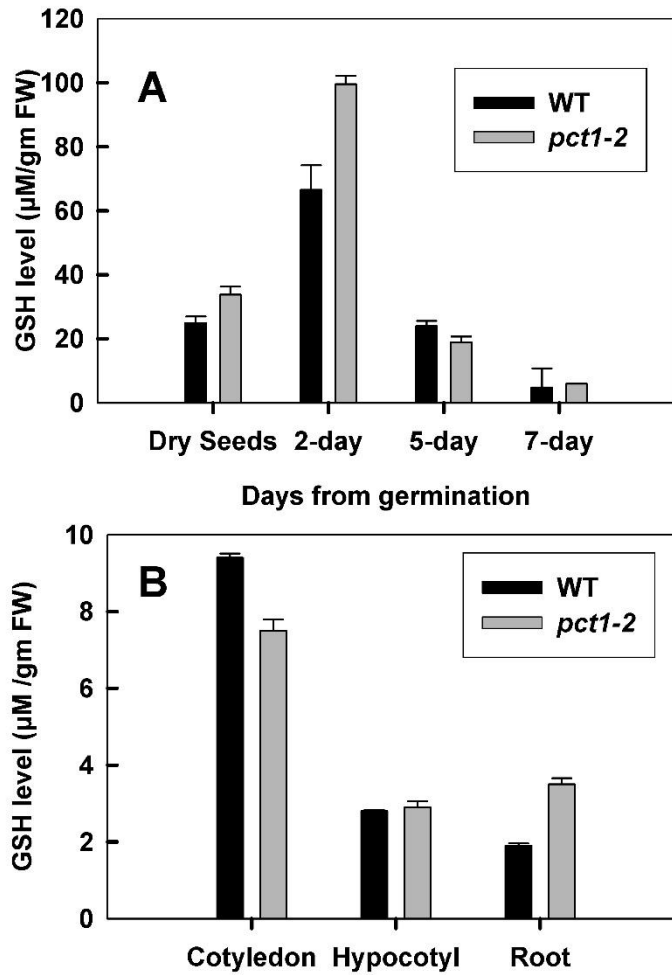 120
100
80
60
40
20
0
GSH level (µM/gm FW)
A
WT
pct1-2
Dry Seeds 2-day 5-day 7-day
Days from germination
10
8
6
4
2
0
GSH level (µM /gm FW)
B
WT
pct1-2
Cotyledon Hypocotyl Root